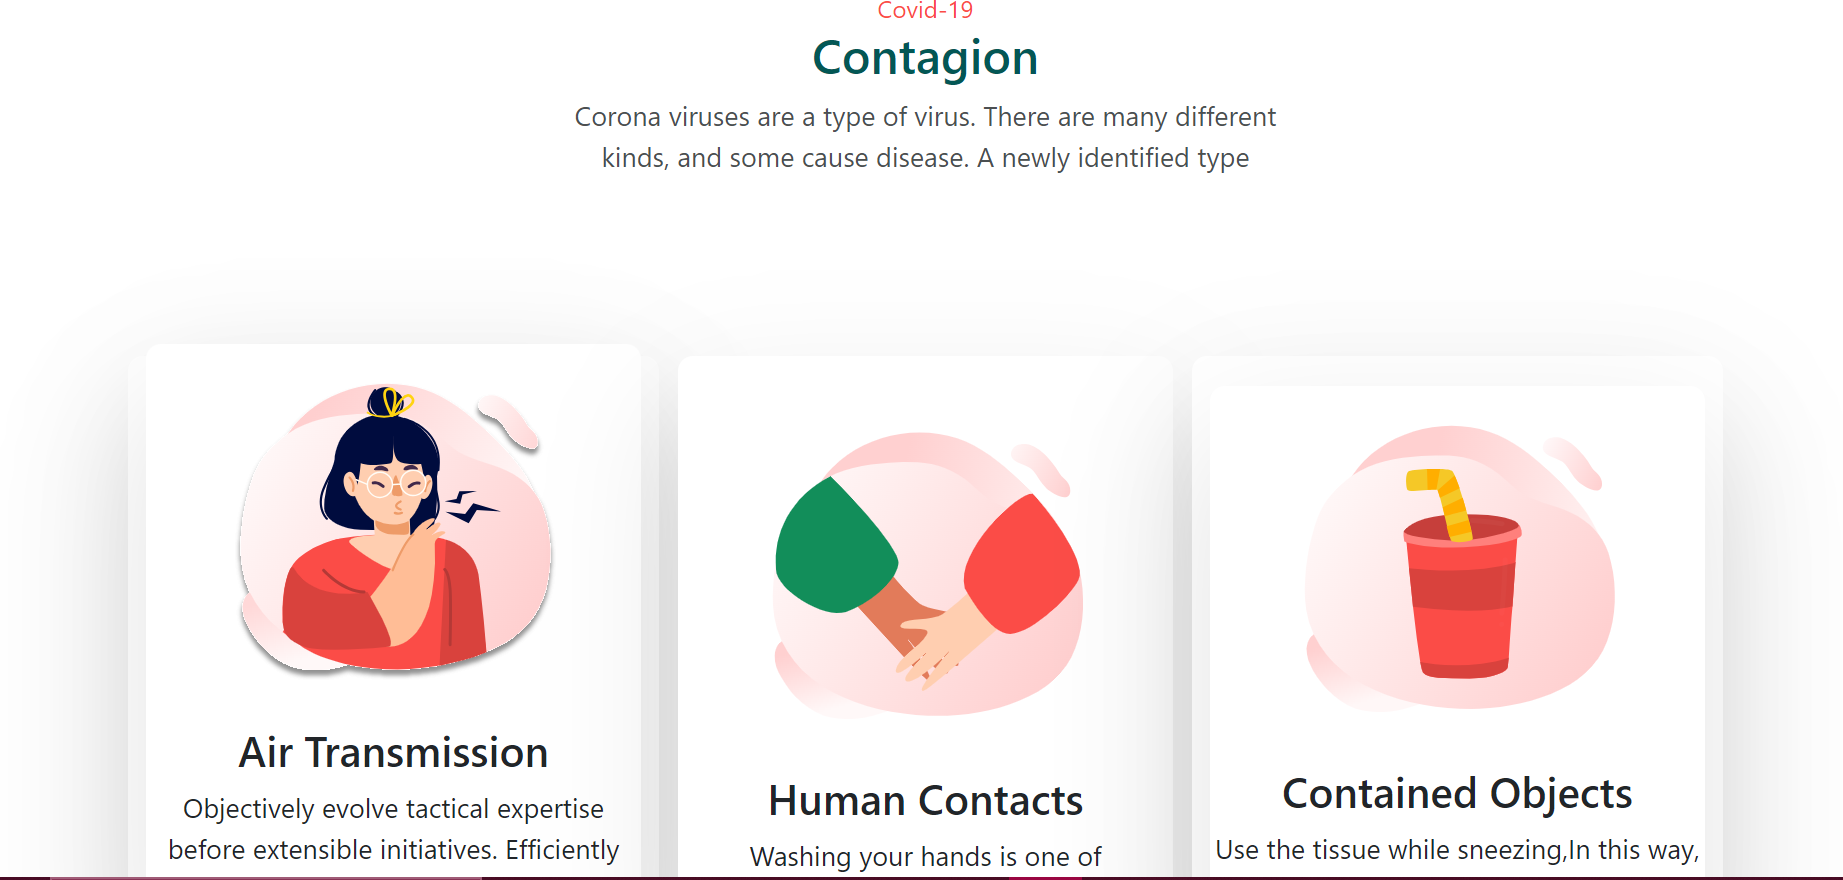 Covid-19
Contagion
Corona viruses are a type of virus. There are many different
kinds, and some cause disease. A newly identified type
Air Transmission
Objectively evolve tactical expertise
before extensible initiatives. Efficiently
Human Contacts
Washing your hands is one of
Contained Objects
Use the tissue while sneezing,In this way,